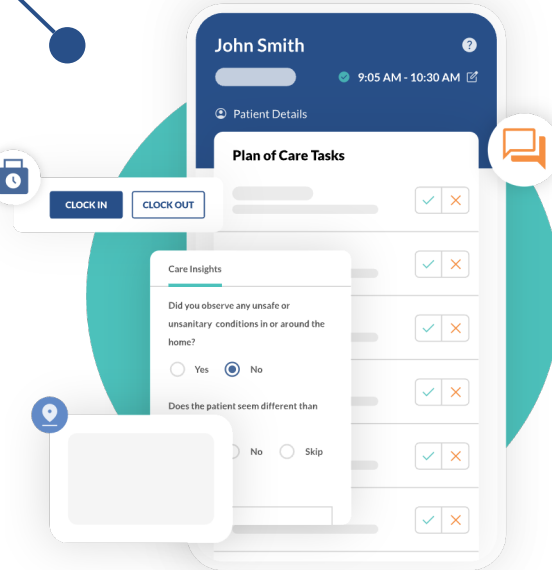 John Smith
9:05 AM - 10:30 AM
Patient Details
Plan of Care Tasks
CLOCK IN
CLOCK OUT
Care Insights
Did you observe any unsafe or
unsanitary conditions in or around the
home?
Yes
No
Does the patient seem different than
No
Skip